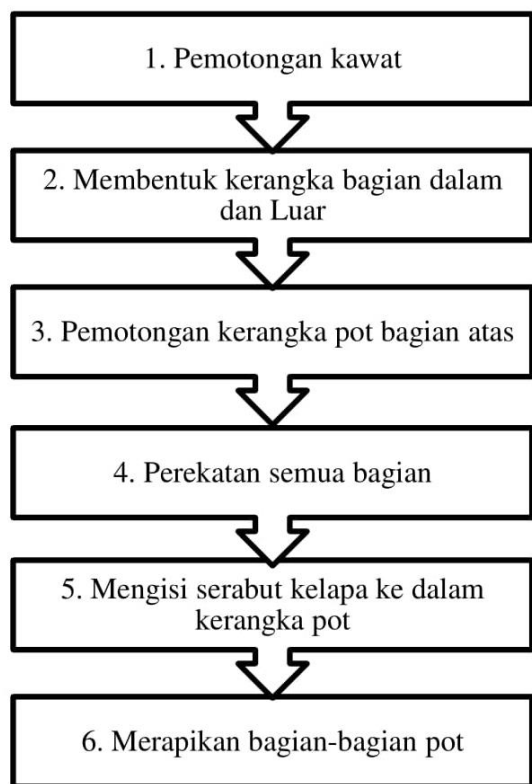 1. Pemotongan kawat
2. Membentuk kerangka bagian dalam
dan Luar
3. Pemotongan kerangka pot bagian atas
4. Perekatan semua bagian
5. Mengisi serabut kelapa ke dalam
kerangka pot
6. Merapikan bagian-bagian pot